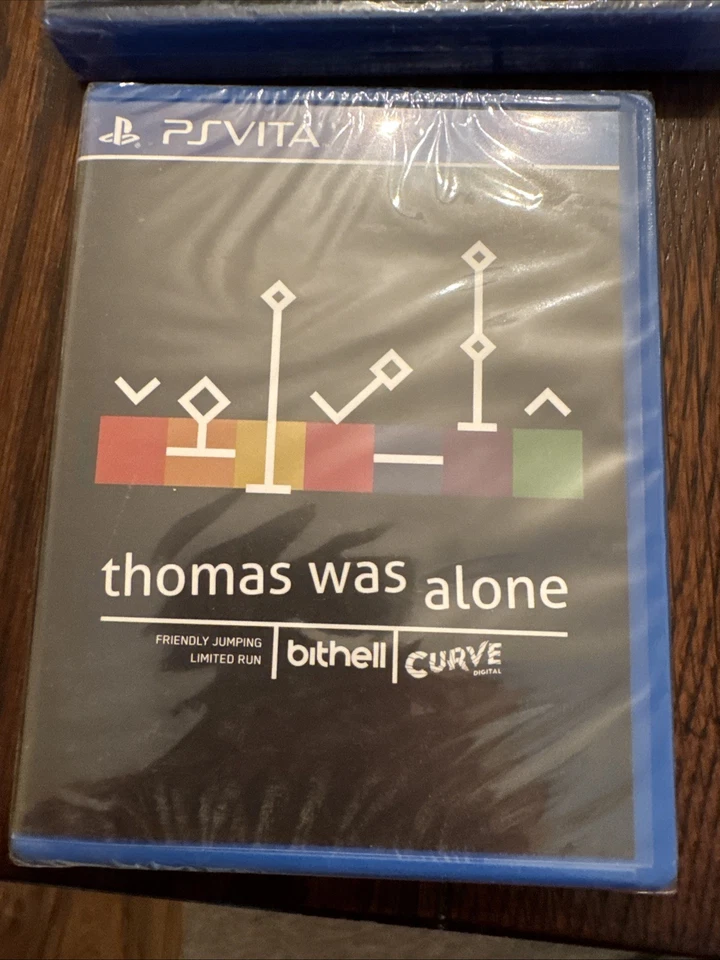 PSVITA
thomas was alone
FRIENDLY JUMPING
LIMITED RUN
bithell
CURVE
DIGITAL